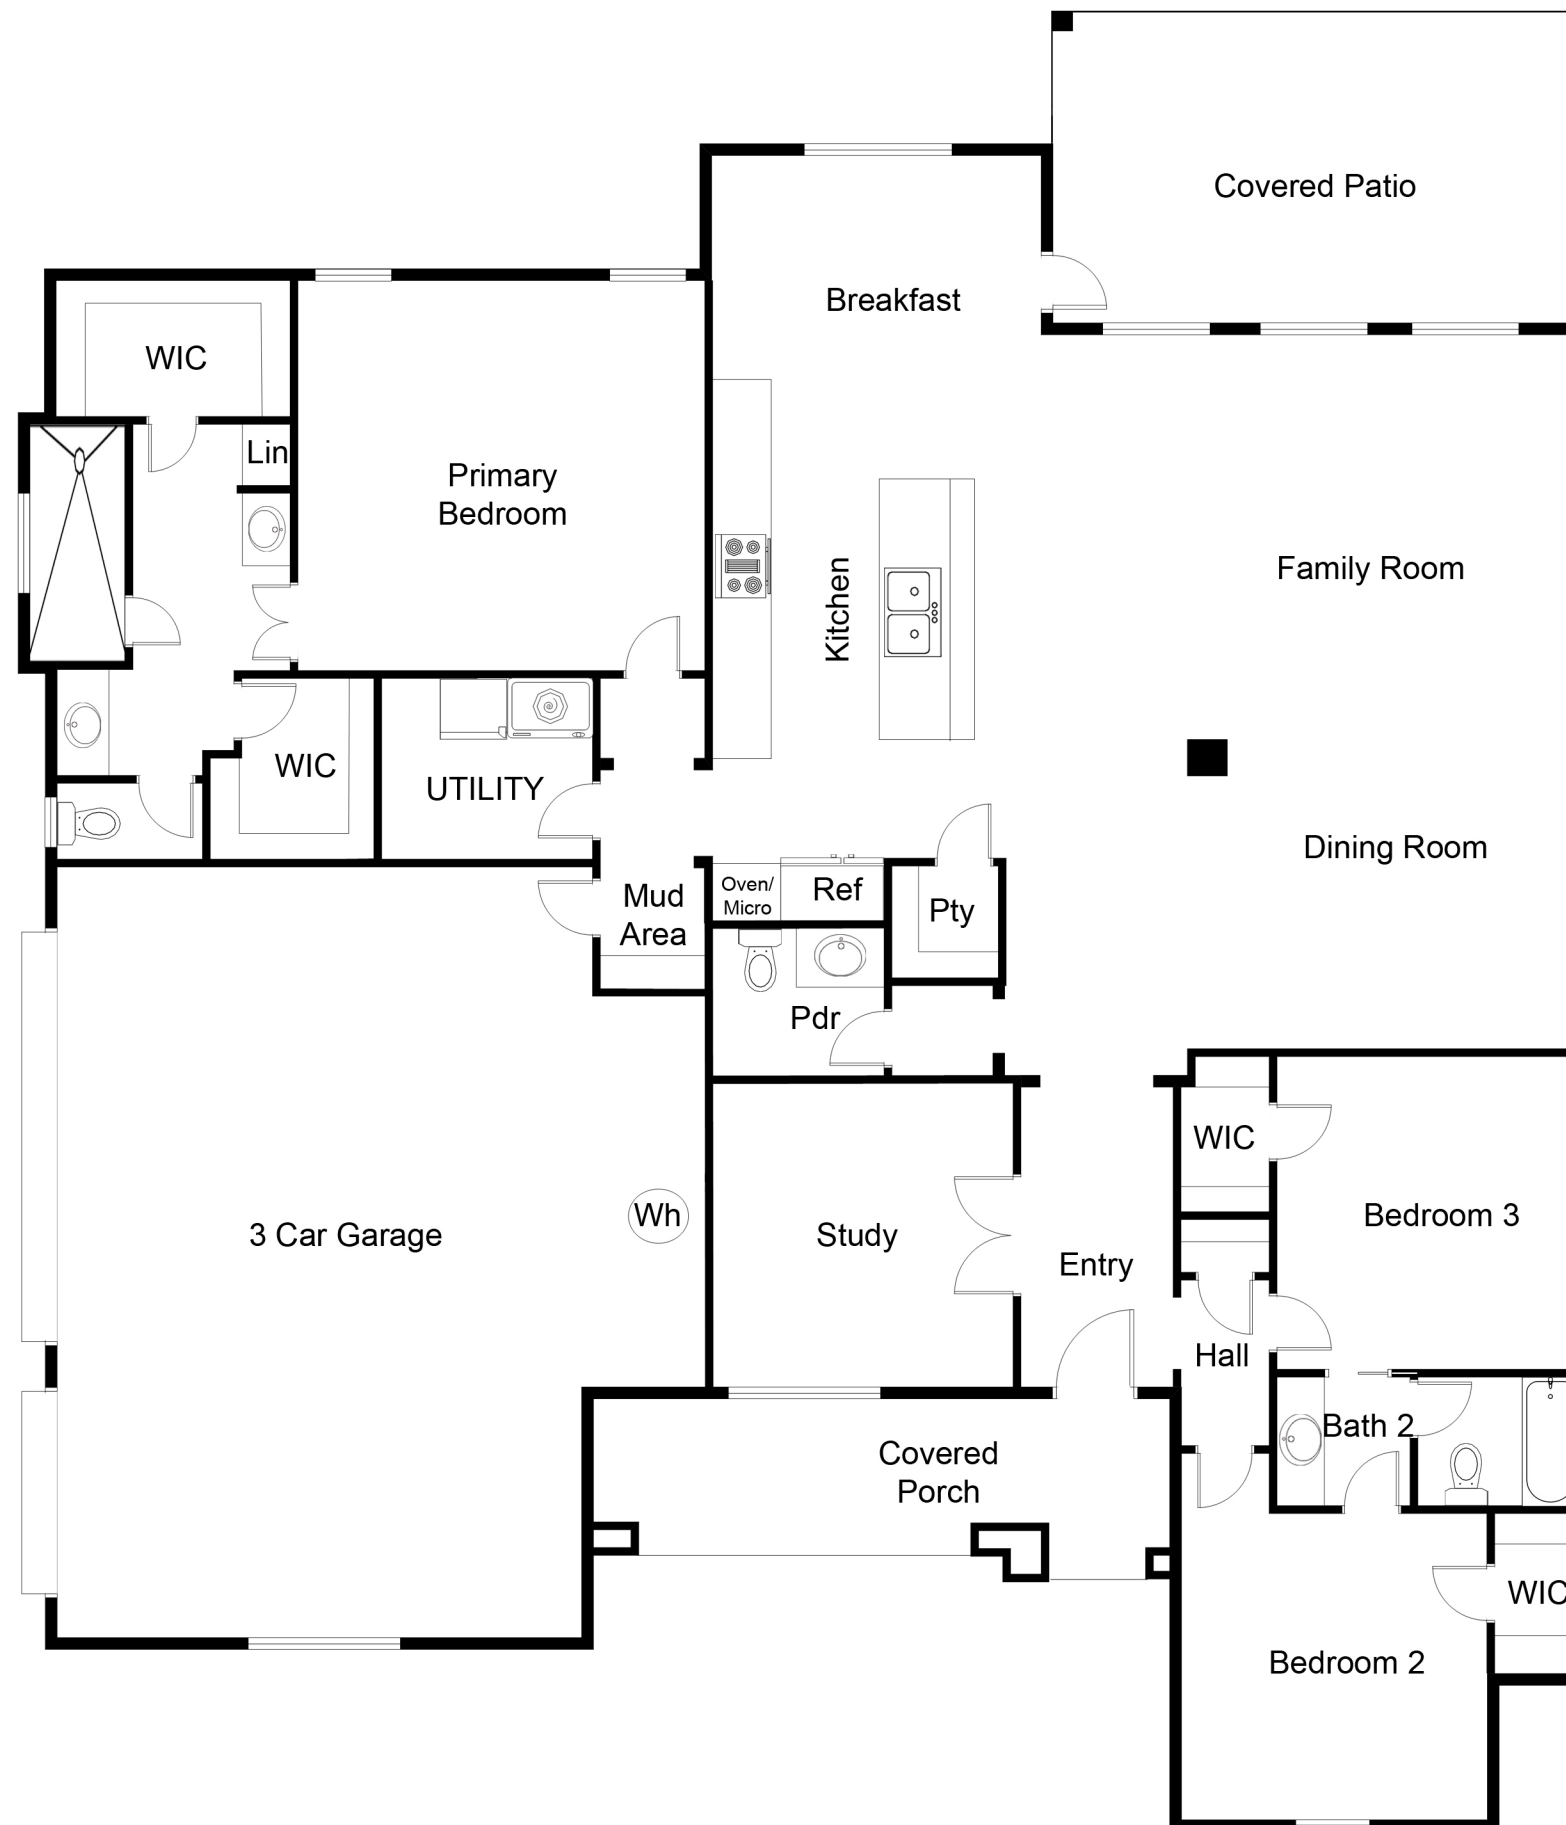 Covered Patio
Breakfast
WIC
Lin
Primary
Bedroom
Kitchen
Family Room
WIC
UTILITY
Dining Room
Mud
Area
Oven/
Micro
Ref
Pty
Pdr
WIC
3 Car Garage
Wh
Study
Entry
Bedroom 3
Hall
Bath 2
Covered
Porch
WIC
Bedroom 2